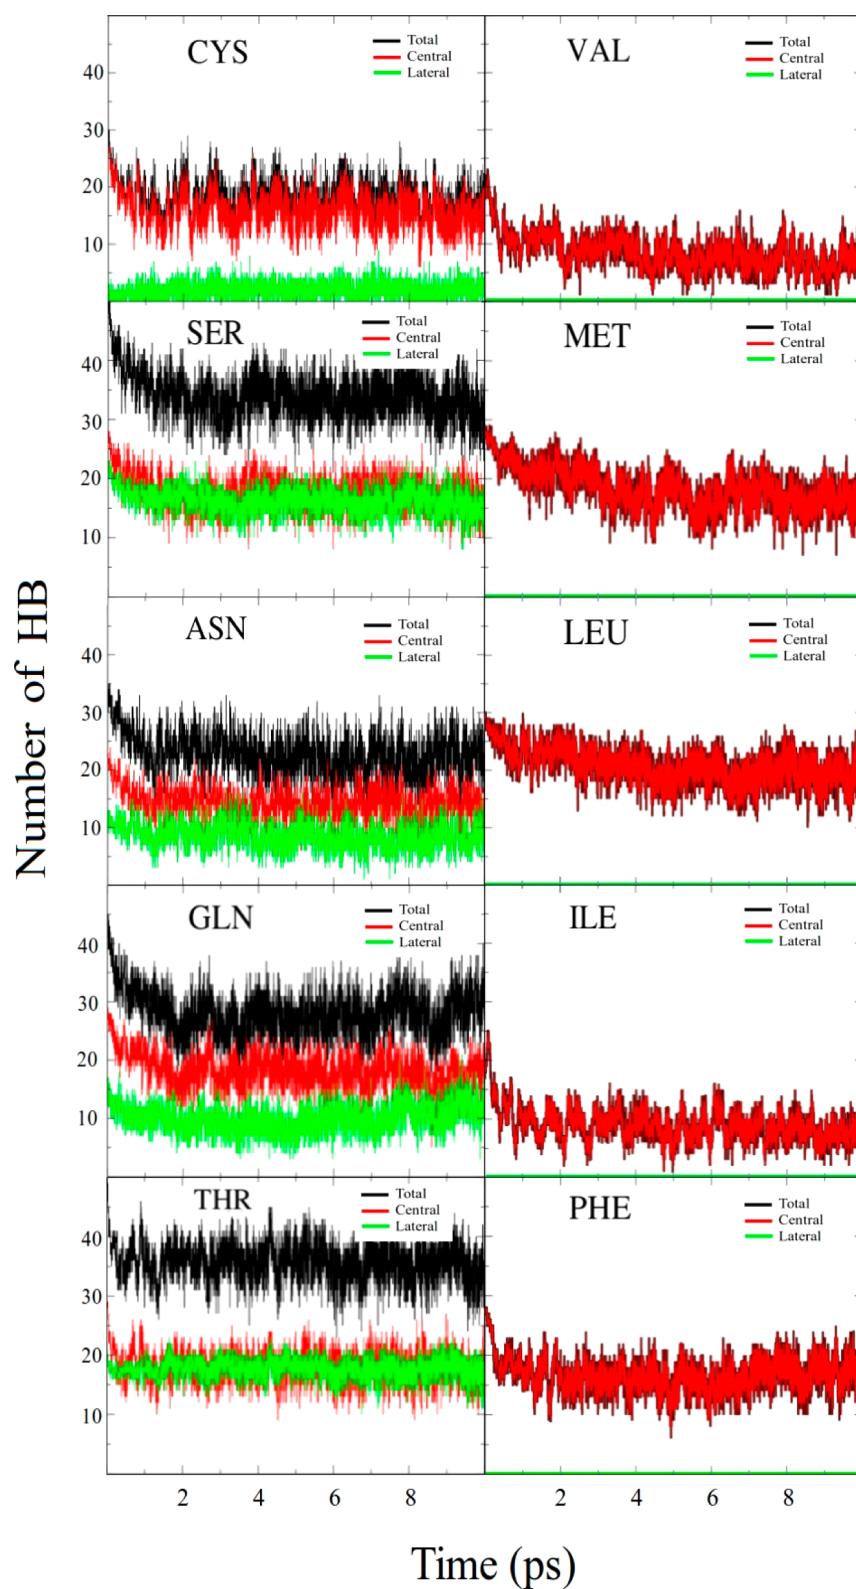 Number of HB
CYS
Total
Central
Lateral
40
30
20
10
VAL
Total
Central
Lateral
SER
Total
Central
Lateral
40
30
20
10
MET
Total
Central
Lateral
ASN
Total
Central
Lateral
40
30
20
10
LEU
Total
Central
Lateral
GLN
Total
Central
Lateral
40
30
20
10
ILE
Total
Central
Lateral
THR
Total
Central
Lateral
40
30
20
10
PHE
Total
Central
Lateral
2 4 6 8 2 4 6 8
Time (ps)